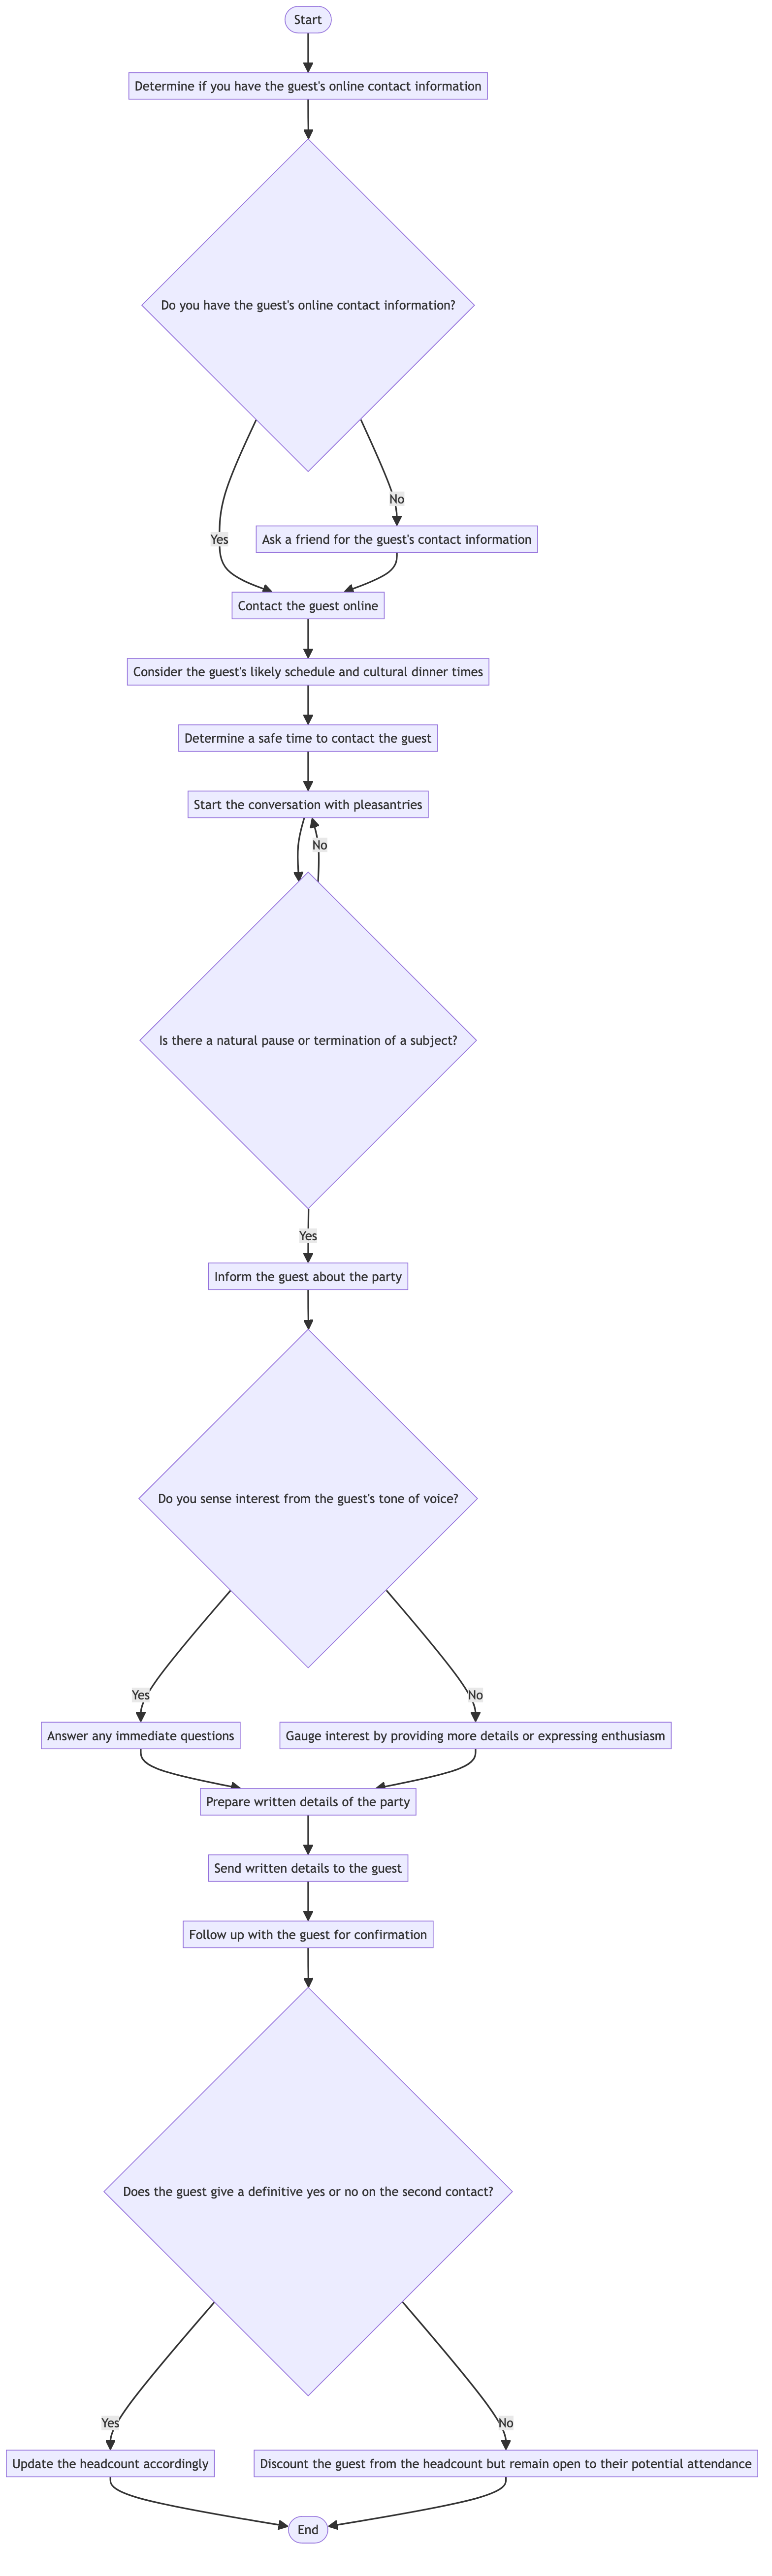 Start
Determine if you have the guest's online contact information
Do you have the guest's online contact information?
No
Yes
Ask a friend for the guest's contact information
Contact the guest online
Consider the guest's likely schedule and cultural dinner times
Determine a safe time to contact the guest
Start the conversation with pleasantries
No
Is there a natural pause or termination of a subject?
Yes
Inform the guest about the party
Do you sense interest from the guest's tone of voice?
Yes
No
Answer any immediate questions
Gauge interest by providing more details or expressing enthusiasm
Prepare written details of the party
Send written details to the guest
Follow up with the guest for confirmation
Does the guest give a definitive yes or no on the second contact?
Yes
No
Update the headcount accordingly
Discount the guest from the headcount but remain open to their potential attendance
End